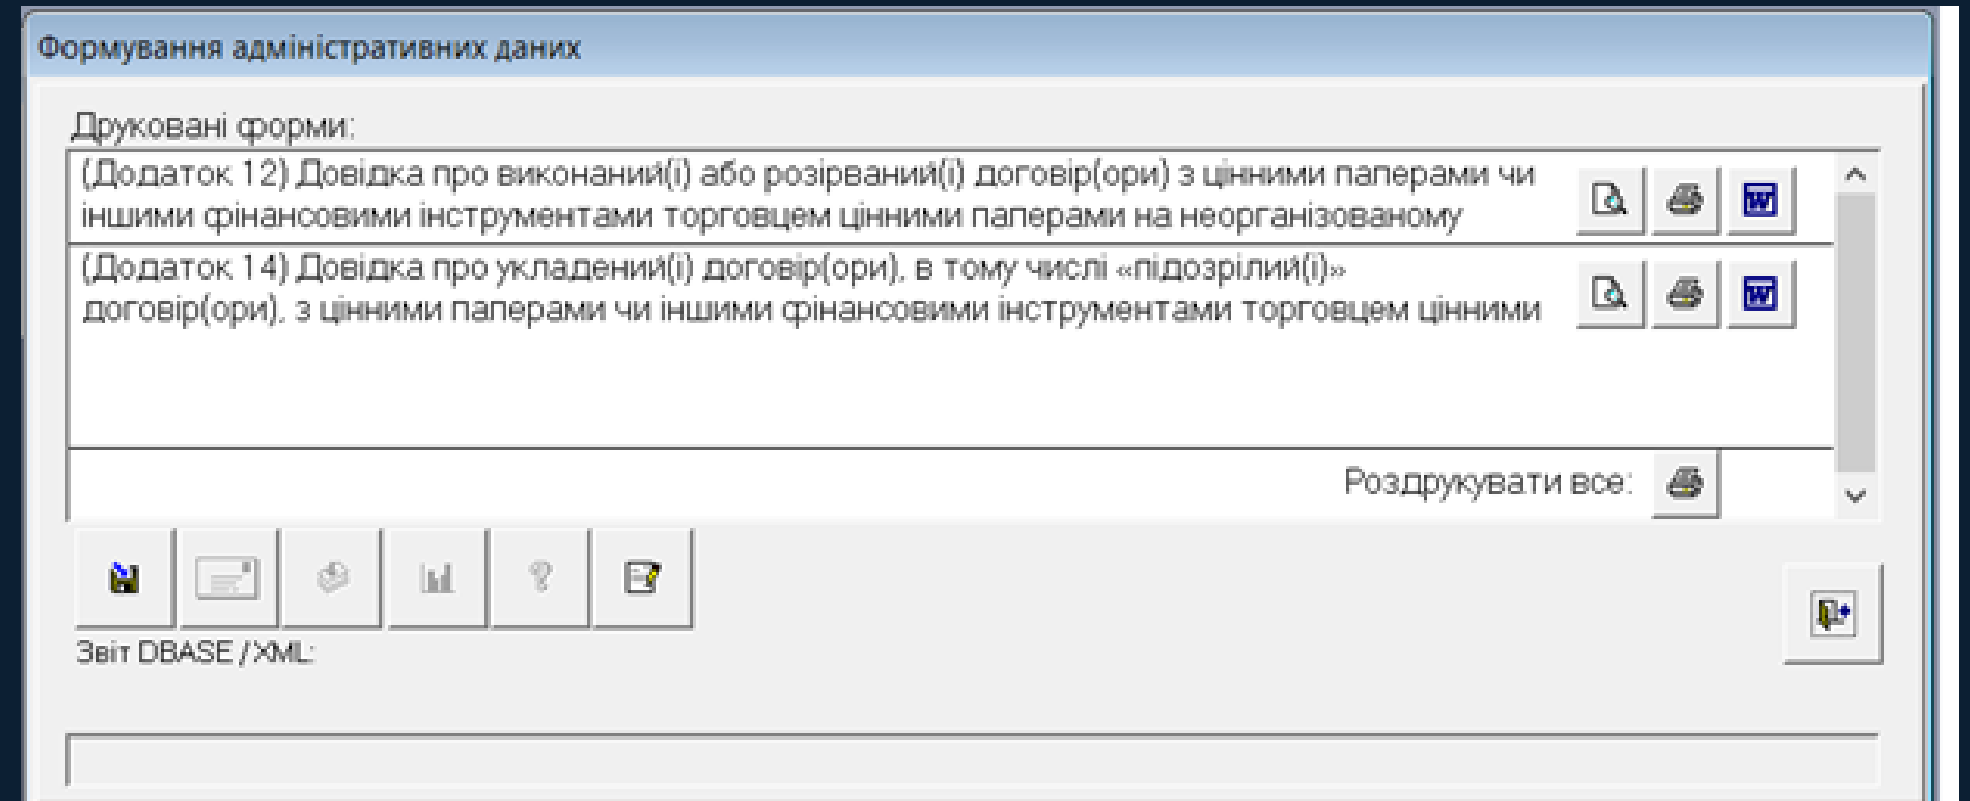 Формування адміністративних даних
Друковані форми:
(Додаток 12) Довідка про виконаний(і) або розірваний(і) договір(ори) з цінними паперами чи
іншими фінансовими інструментами торговцем цінними паперами на неорганізованому
(Додаток 14) Довідка про укладений(і) договір(ори), в тому числі «підозрілий(і)»
договір(ори), з цінними паперами чи іншими фінансовими інструментами торговцем цінними
Роздрукувати все:
Звіт DBASE / XML: